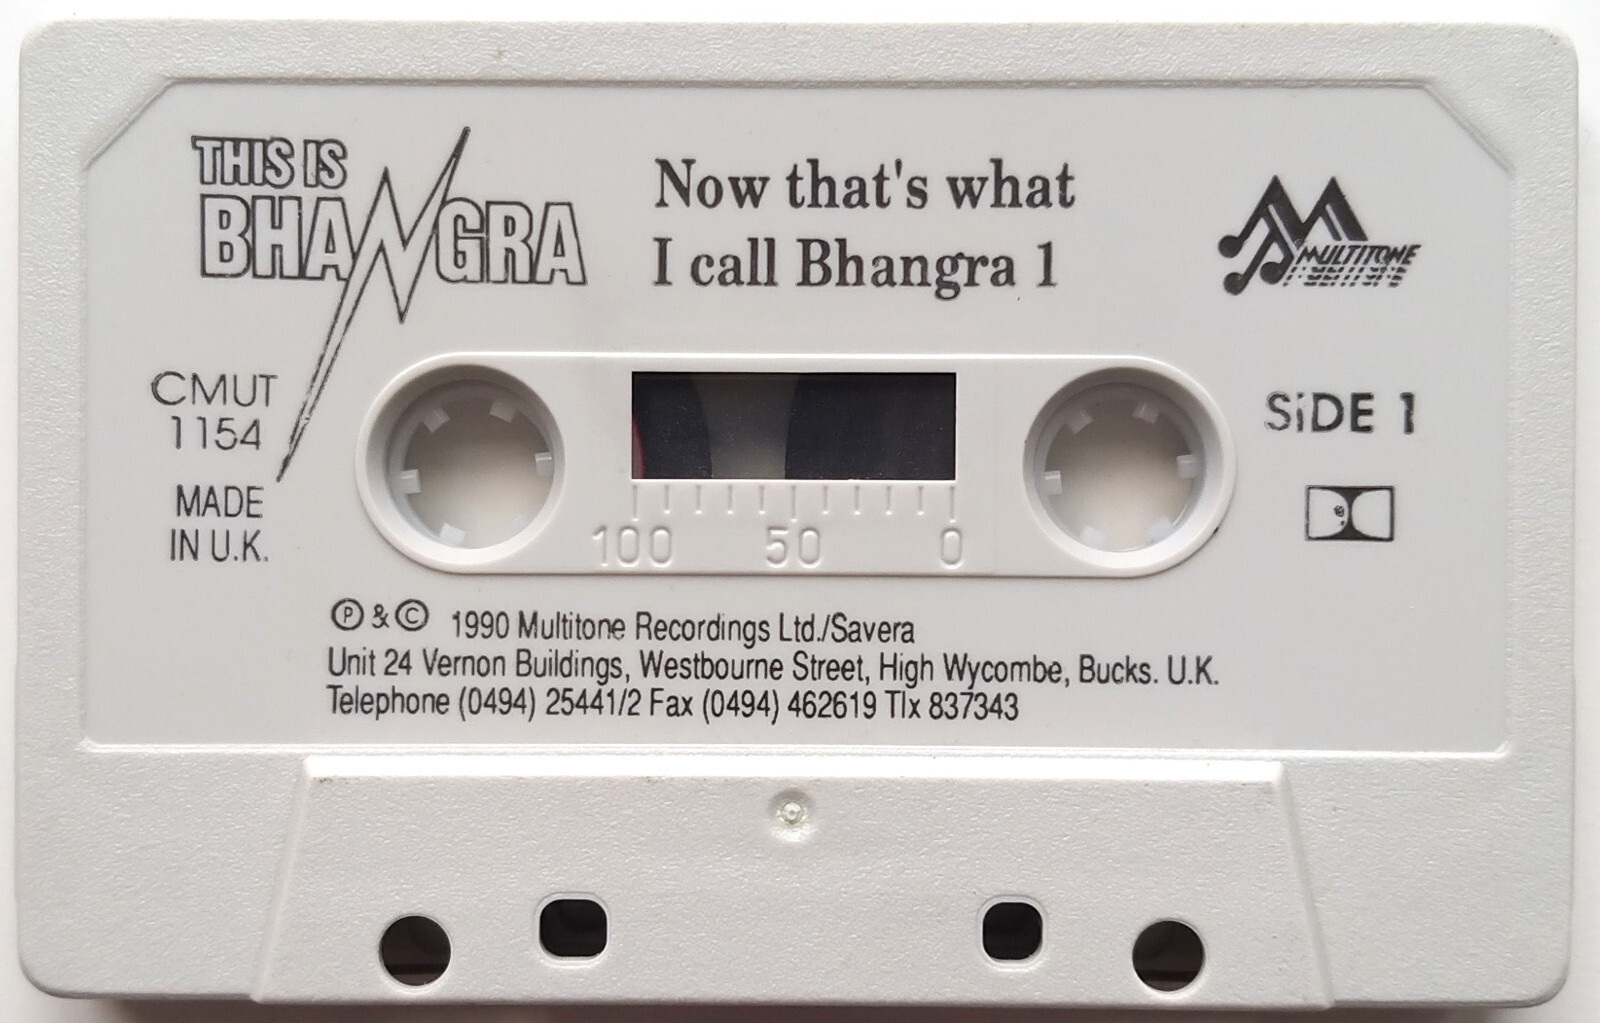 THIS IS
BHANGRA
Now that's what
I call Bhangra 1
MULTITONE
CMUT
1154
MADE
IN U.K.
SiDE 1
100 50 0
Ⓟ & © 1990 Multitone Recordings Ltd./Savera
Unit 24 Vernon Buildings, Westbourne Street, High Wycombe, Bucks. U.K.
Telephone (0494) 25441/2 Fax (0494) 462619 Tlx 837343